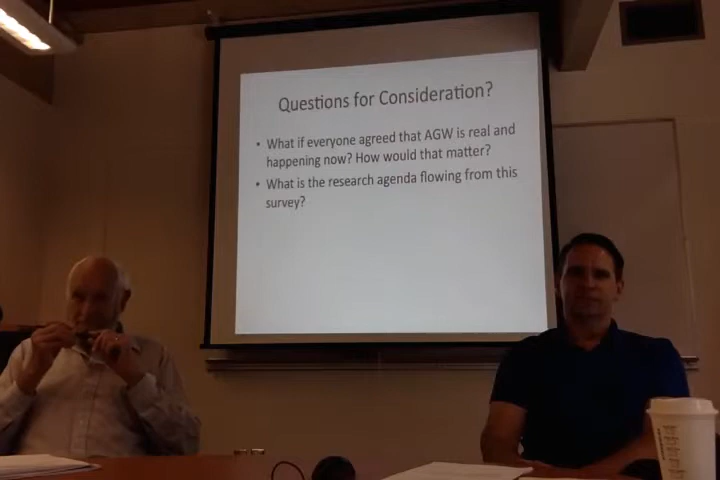 Questions for Consideration?
• What if everyone agreed that AGW is real and
happening now? How would that matter?
• What is the research agenda flowing from this
survey?